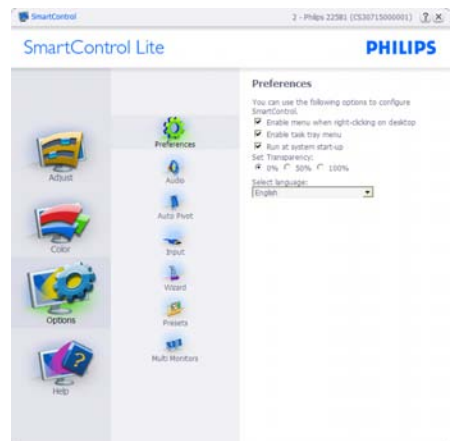 SmartControl
2 - Philips 225B1 (CS30715000001)
SmartControl Lite
PHILIPS
Adjust
Color
Options
Help
Preferences
Audio
Auto Pivot
Input
Wizard
Presets
Multi Monitors
Preferences
You can use the following options to configure
SmartControl.
Enable menu when right-clicking on desktop
Enable task tray menu
Run at system start-up
Set Transparency:
0% 50% 100%
Select language:
English